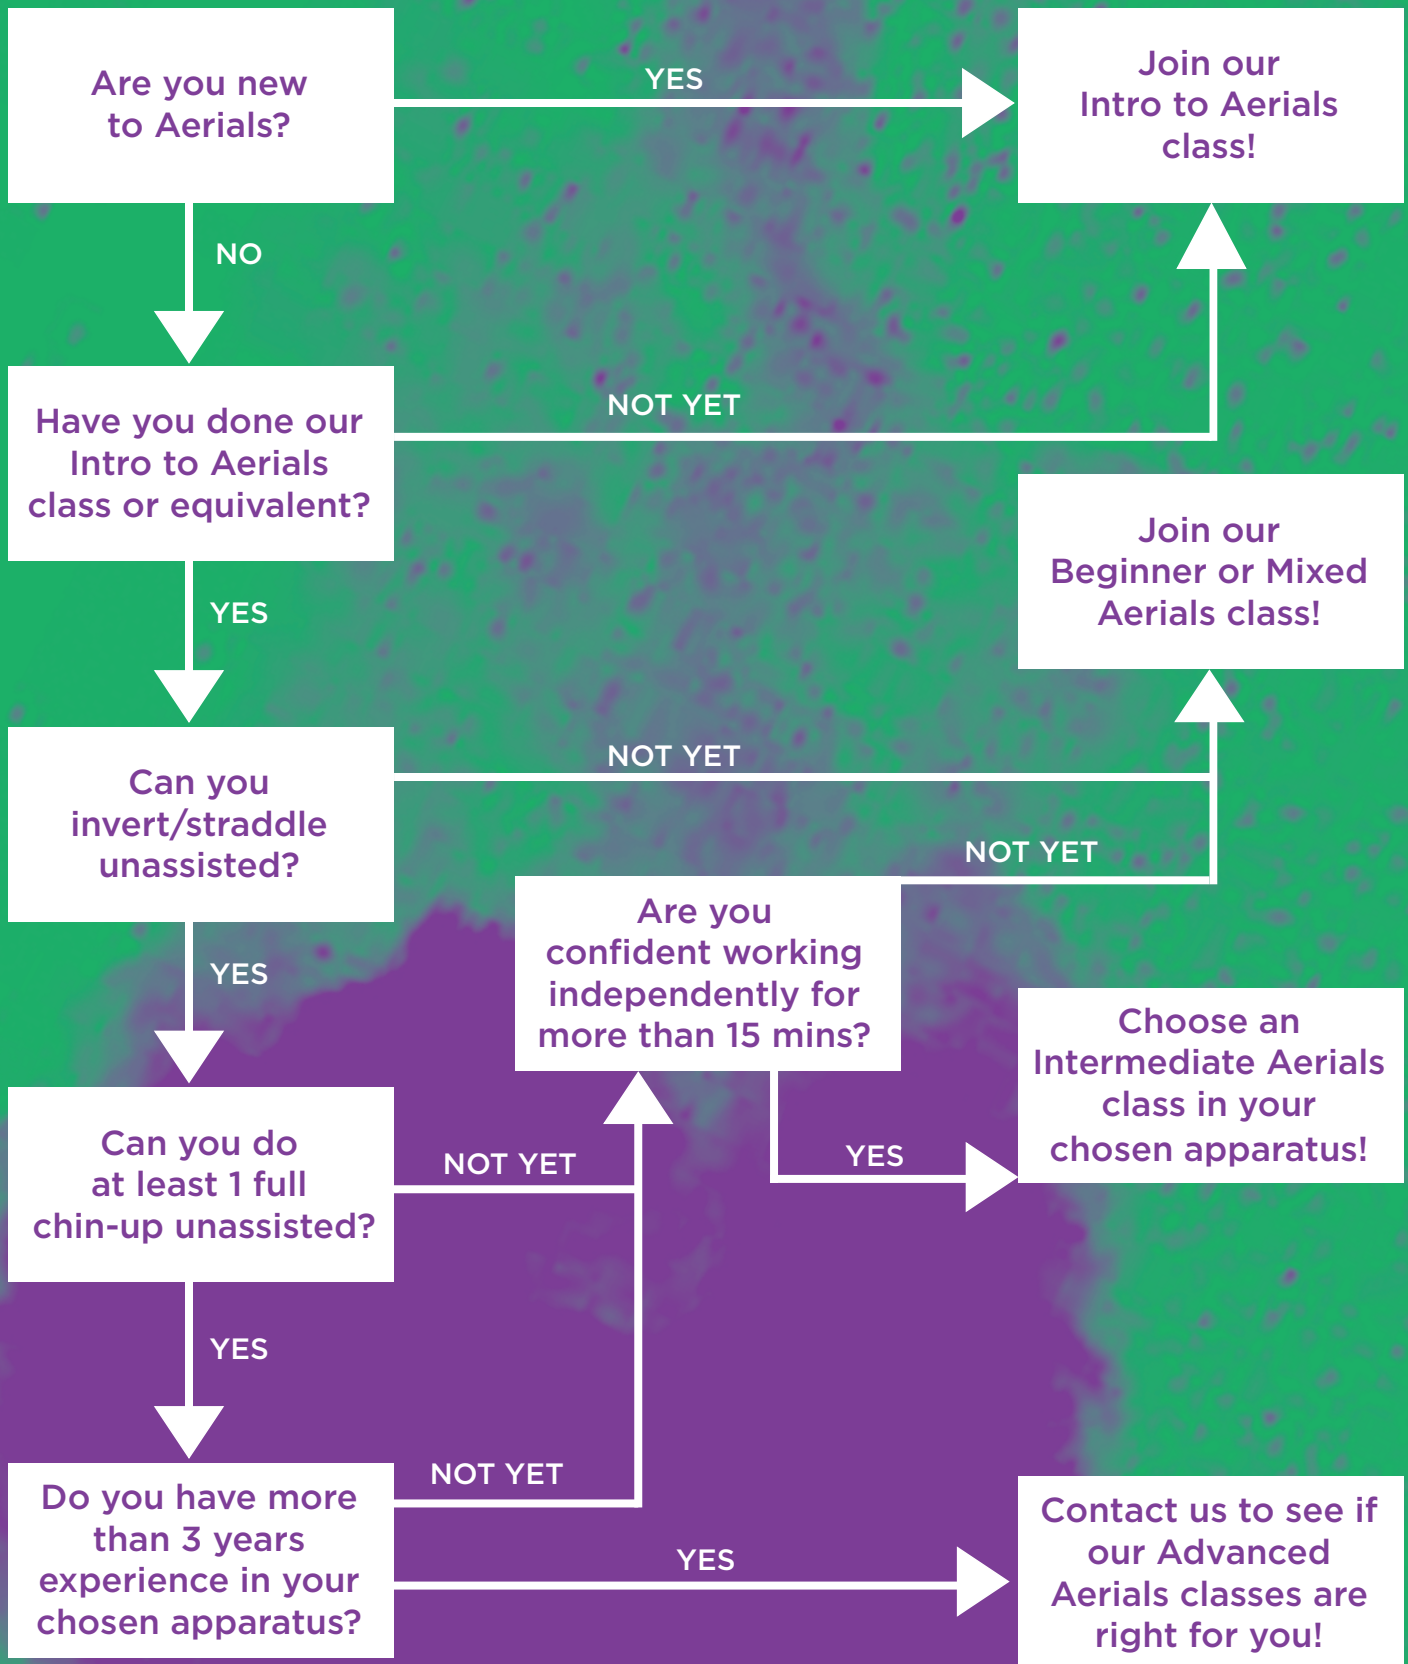 Are you new
to Aerials?
YES
Join our
Intro to Aerials
class!
NO
Have you done our
Intro to Aerials
class or equivalent?
NOT YET
Join our
Beginner or Mixed
Aerials class!
YES
Can you
invert/straddle
unassisted?
NOT YET
NOT YET
Are you
confident working
independently for
more than 15 mins?
YES
Choose an
Intermediate Aerials
class in your
chosen apparatus!
YES
Can you do
at least 1 full
chin-up unassisted?
NOT YET
YES
Do you have more
than 3 years
experience in your
chosen apparatus?
NOT YET
YES
Contact us to see if
our Advanced
Aerials classes are
right for you!